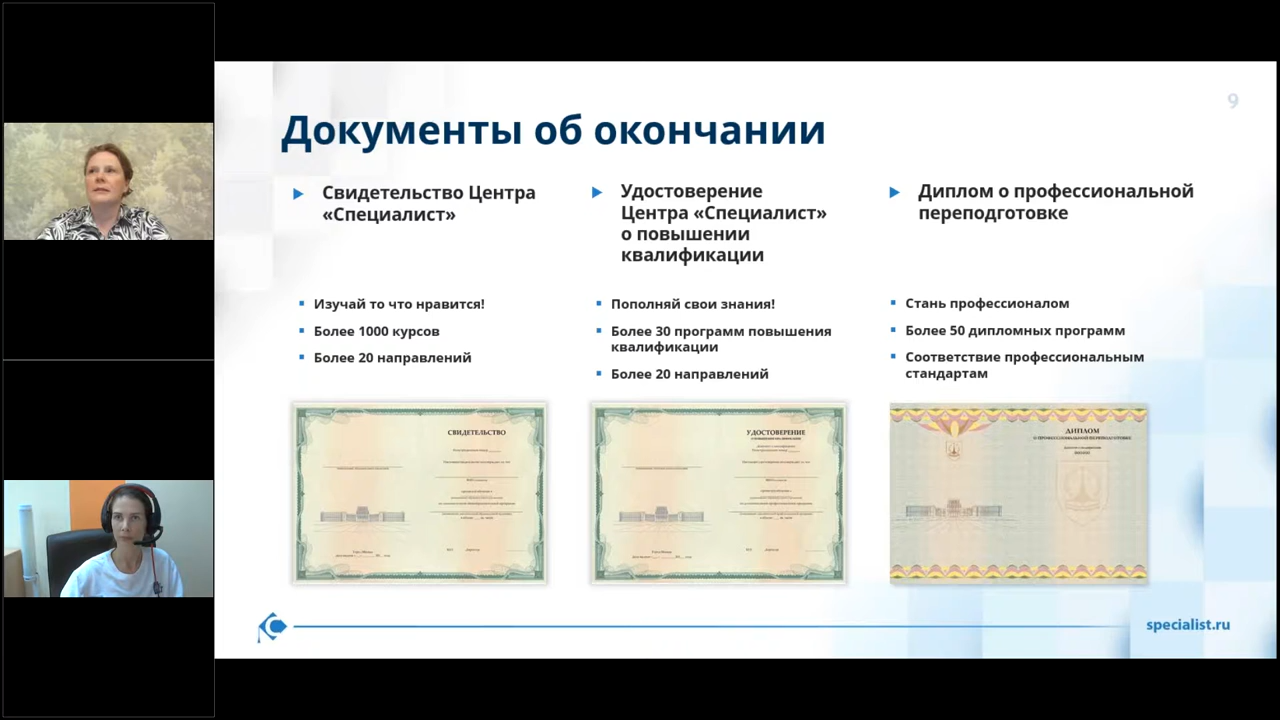 9
Документы об окончании
Свидетельство Центра
«Специалист»
Изучай то что нравится!
Более 1000 курсов
Более 20 направлений
СВИДЕТЕЛЬСТВО
Удостоверение
Центра «Специалист»
о повышении
квалификации
Пополняй свои знания!
Более 30 программ повышения
квалификации
Более 20 направлений
УДОСТОВЕРЕНИЕ
О ПОВЫШЕНИИ КВАЛИФИКАЦИИ
Диплом о профессиональной
переподготовке
Стань профессионалом
Более 50 дипломных программ
Соответствие профессиональным
стандартам
ДИПЛОМ
О ПРОФЕССИОНАЛЬНОЙ ПЕРЕПОДГОТОВКЕ
specialist.ru